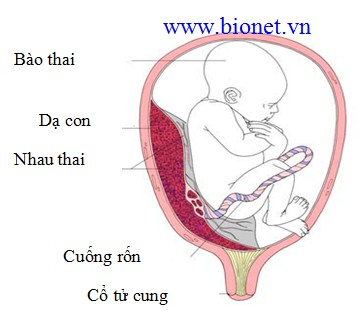 www.bionet.vn
Bào thai
Dạ con
Nhau thai
Cuống rốn
Cổ tử cung